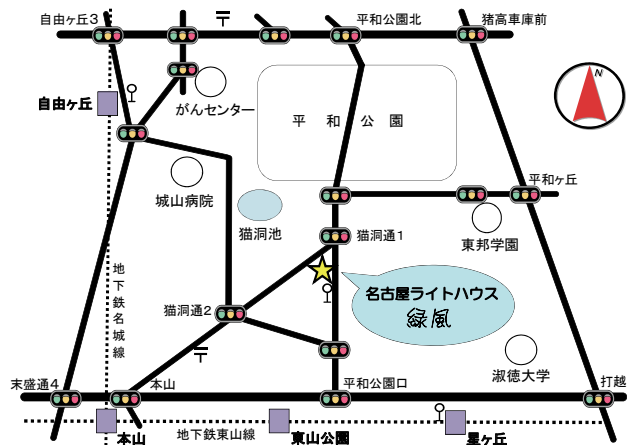 自由ヶ丘3
平和公園北
猪高車庫前
N
自由ヶ丘
がんセンター
平和公園
平和ヶ丘
城山病院
猫洞池
猫洞通1
東邦学園
名古屋ライトハウス
緑風
地下鉄名城線
猫洞通2
淑徳大学
末盛通4
本山
平和公園口
打越
本山
地下鉄東山線
東山公園
星ヶ丘